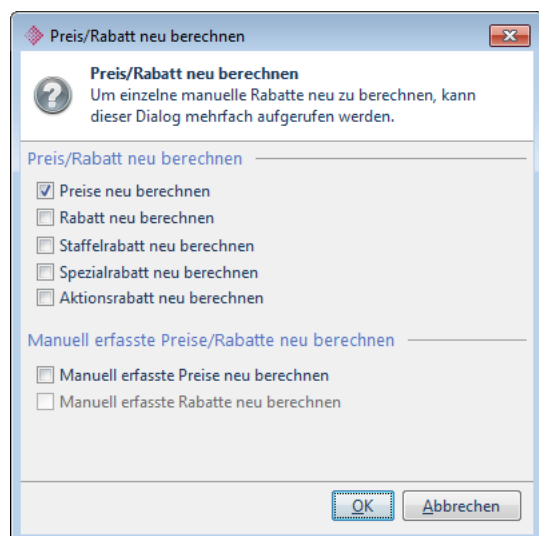 Preis/Rabatt neu berechnen
Preis/Rabatt neu berechnen
Um einzelne manuelle Rabatte neu zu berechnen, kann
dieser Dialog mehrfach aufgerufen werden.
Preis/Rabatt neu berechnen
Preise neu berechnen
Rabatt neu berechnen
Staffelrabatt neu berechnen
Spezialrabatt neu berechnen
Aktionsrabatt neu berechnen
Manuell erfasste Preise/Rabatte neu berechnen
Manuell erfasste Preise neu berechnen
Manuell erfasste Rabatte neu berechnen
OK Abbrechen